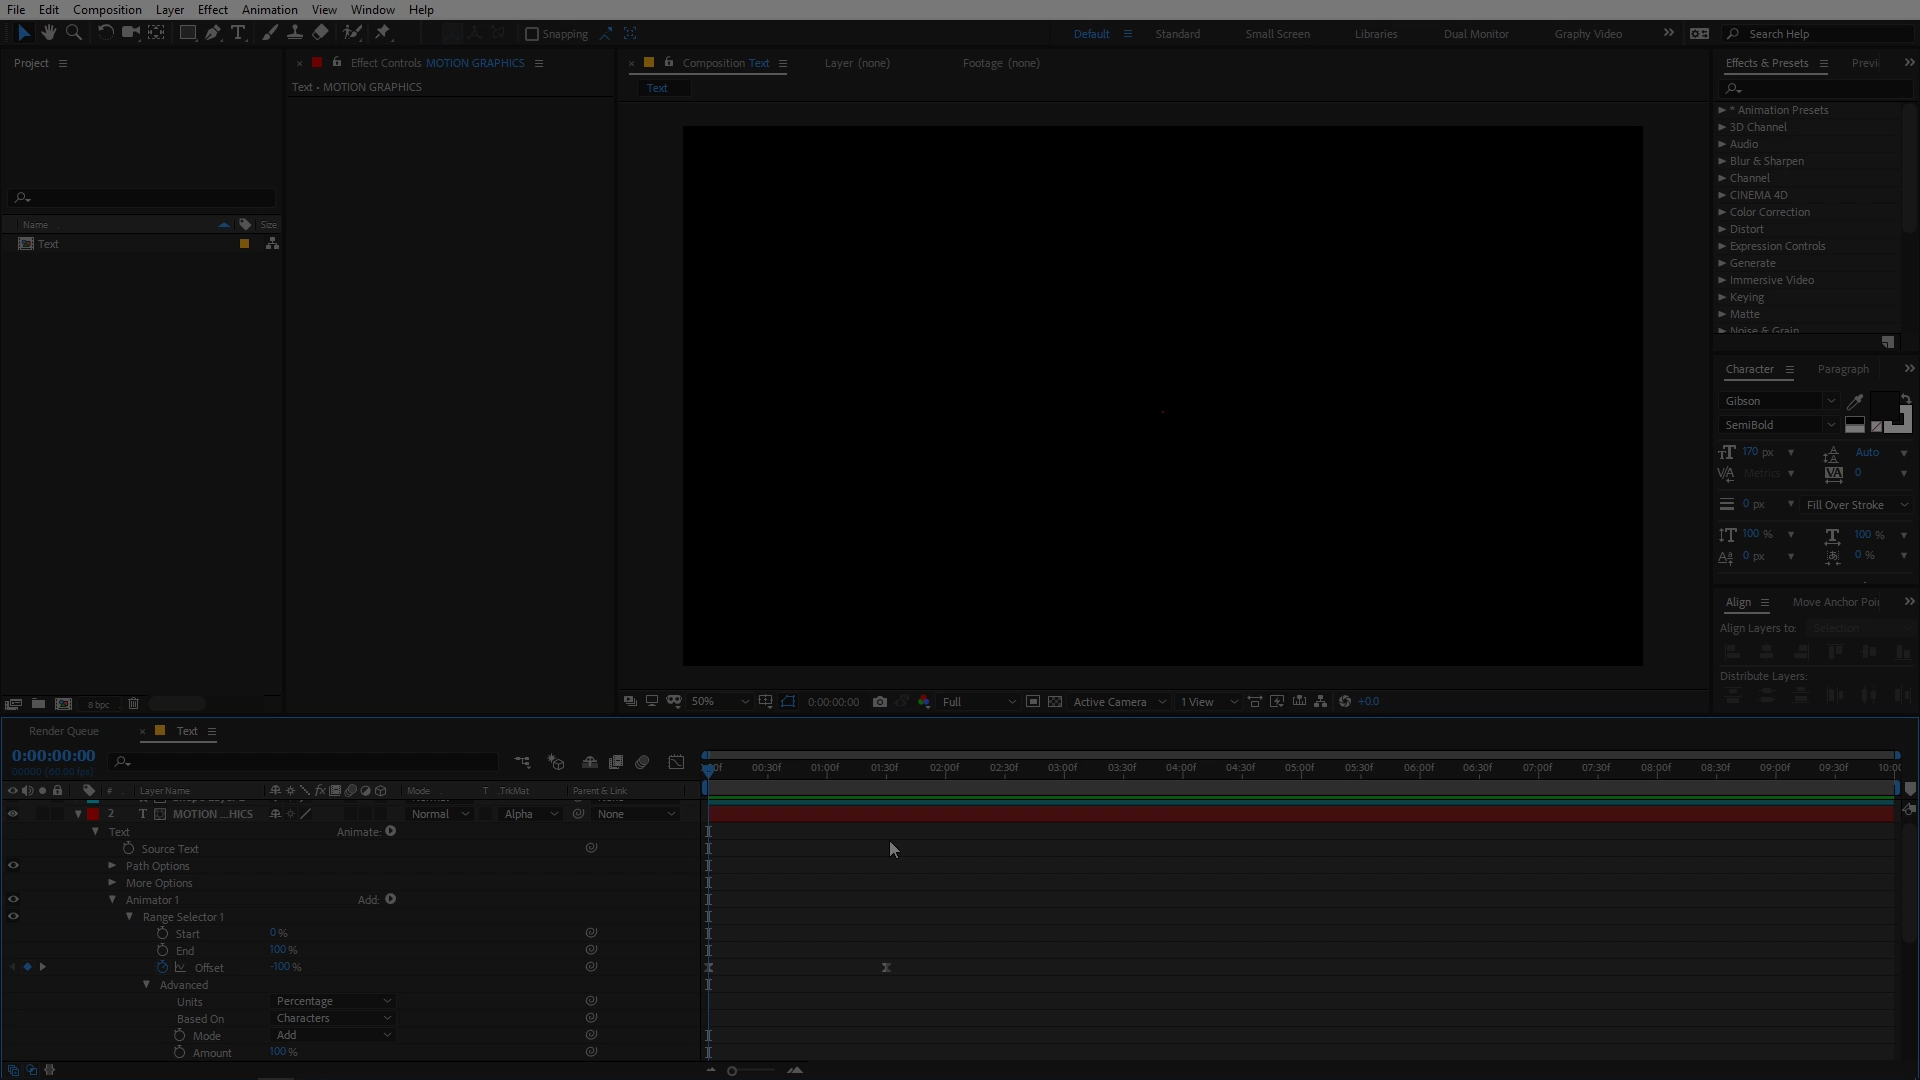 File Edit Composition Layer Effect Animation View Window Help
Snapping
Default Standard Small Screen Libraries Dual Monitor Graphy Video
Search Help
Project
Effect Controls MOTION GRAPHICS
Text • MOTION GRAPHICS
Name Size
Text
Composition Text Layer (none) Footage (none)
Text
Effects & Presets Previ
* Animation Presets
3D Channel
Audio
Blur & Sharpen
Channel
CINEMA 4D
Color Correction
Distort
Expression Controls
Generate
Immersive Video
Keying
Matte
Noise & Grain
Character Paragraph
Gibson
SemiBold
170 px Auto
Metrics 0
0 px Fill Over Stroke
100 % 100 %
0 px 0 %
Align Move Anchor Poi
Align Layers to: Selection
Distribute Layers:
8 bpc
50% 0:00:00:00 Full Active Camera 1 View +0.0
Render Queue Text
0:00:00:00
00000 (60.00 fps)
00:30f 01:00f 01:30f 02:00f 02:30f 03:00f 03:30f 04:00f 04:30f 05:00f 05:30f 06:00f 06:30f 07:00f 07:30f 08:00f 08:30f 09:00f 09:30f 10:00
# Layer Name Mode T .TrkMat Parent & Link
2 T MOTION ...HICS Normal Alpha None
Text Animate:
Source Text
Path Options
More Options
Animator 1 Add:
Range Selector 1
Start 0 %
End 100 %
Offset -100 %
Advanced
Units Percentage
Based On Characters
Mode Add
Amount 100 %